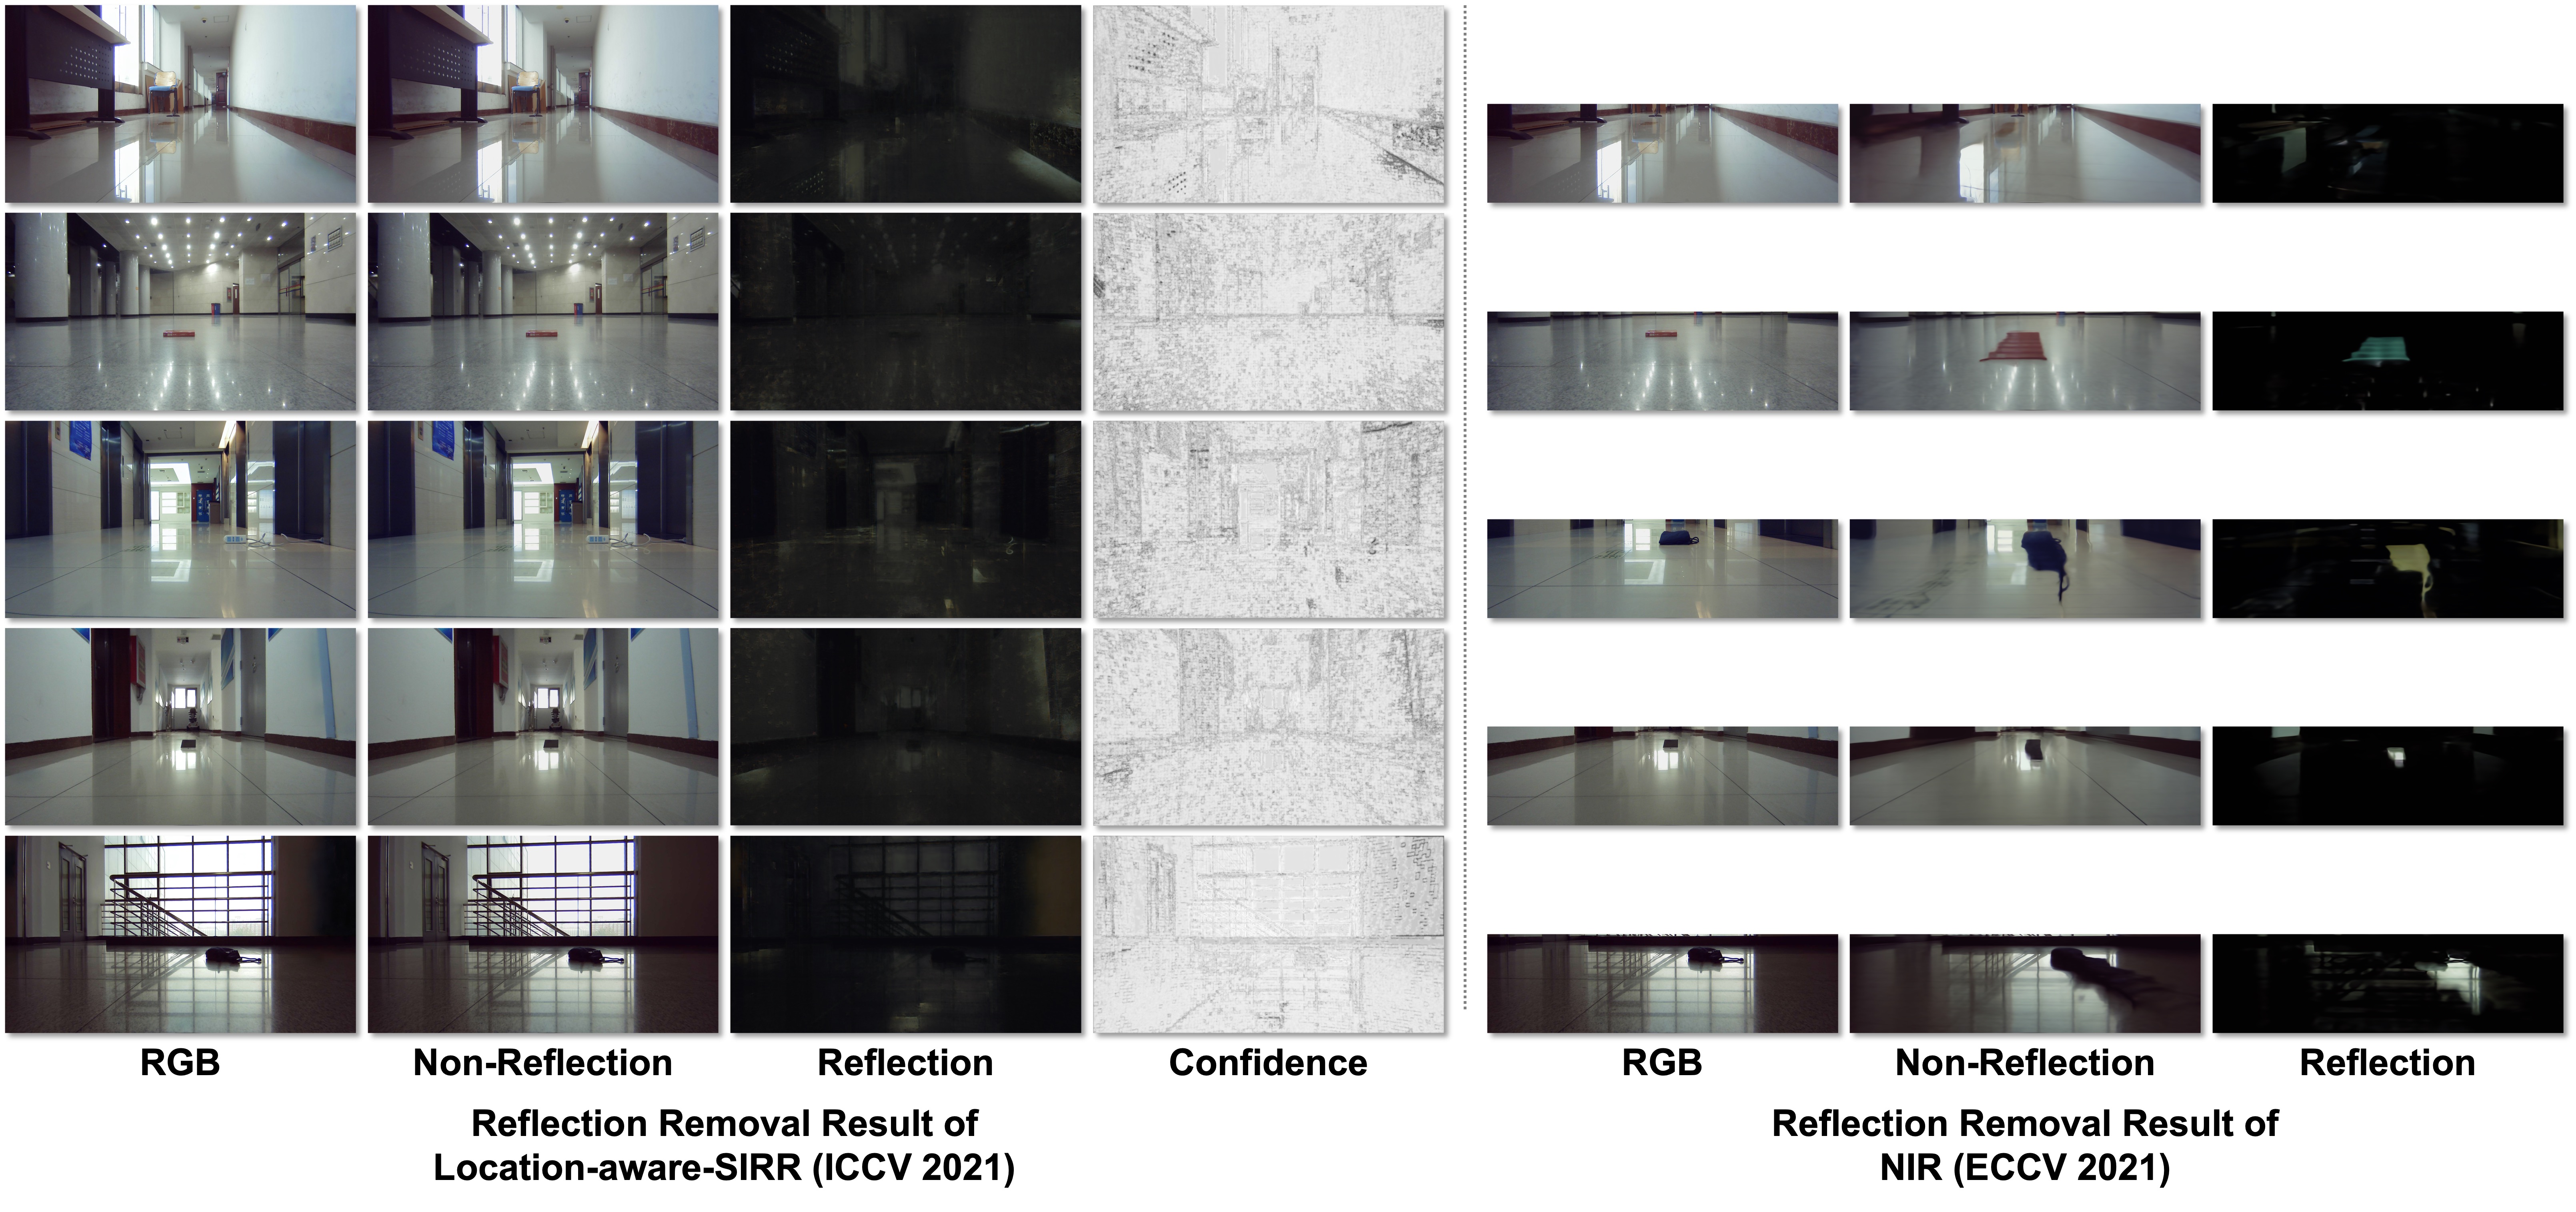 RGB
Non-Reflection
Reflection
Confidence
RGB
Non-Reflection
Reflection
Reflection Removal Result of
Location-aware-SIRR (ICCV 2021)
Reflection Removal Result of
NIR (ECCV 2021)